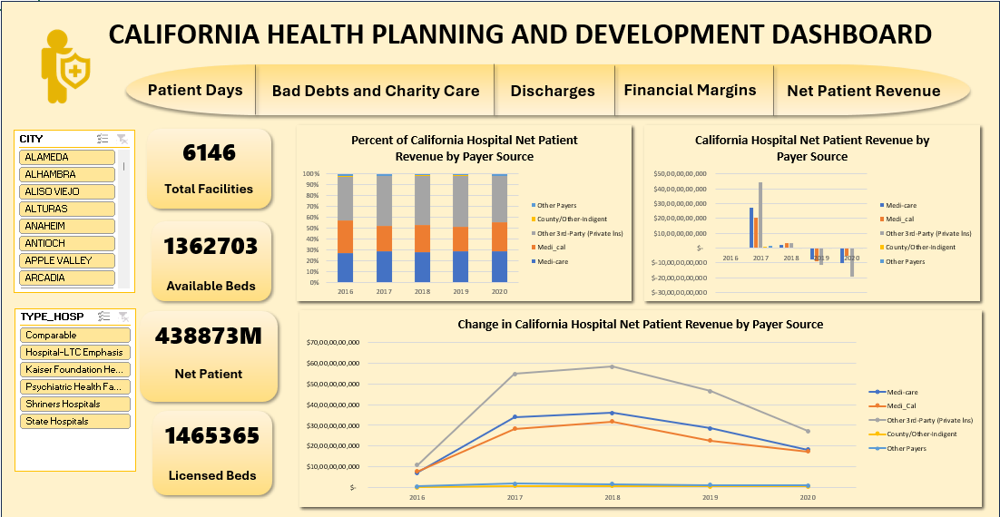 CALIFORNIA HEALTH PLANNING AND DEVELOPMENT DASHBOARD
Patient Days
Bad Debts and Charity Care
Discharges
Financial Margins
Net Patient Revenue
CITY
ALAMEDA
ALHAMBRA
ALISO VIEJO
ALTURAS
ANAHEIM
ANTIOCH
APPLE VALLEY
ARCADIA
TYPE_HOSP
Comparable
Hospital-LTC Emphasis
Kaiser Foundation He...
Psychiatric Health Fa...
Shriners Hospitals
State Hospitals
6146
Total Facilities
1362703
Available Beds
438873M
Net Patient
1465365
Licensed Beds
Percent of California Hospital Net Patient
Revenue by Payer Source
100%
90%
80%
70%
60%
50%
40%
30%
20%
10%
0%
2016
2017
2018
2019
2020
Other Payers
County/Other-Indigent
Other 3rd-Party (Private Ins)
Medi_cal
Medi-care
California Hospital Net Patient Revenue by
Payer Source
$50,00,00,00,000
$40,00,00,00,000
$30,00,00,00,000
$20,00,00,00,000
$10,00,00,00,000
$-
$-10,00,00,00,000
$-20,00,00,00,000
$-30,00,00,00,000
2016
2017
2018
2019
2020
Medi-care
Medi_cal
Other 3rd-Party (Private Ins)
County/Other-Indigent
Other Payers
Change in California Hospital Net Patient Revenue by Payer Source
$70,00,00,00,000
$60,00,00,00,000
$50,00,00,00,000
$40,00,00,00,000
$30,00,00,00,000
$20,00,00,00,000
$10,00,00,00,000
$-
2016
2017
2018
2019
2020
Medi-care
Medi_Cal
Other 3rd-Party (Private Ins)
County/Other-Indigent
Other Payers